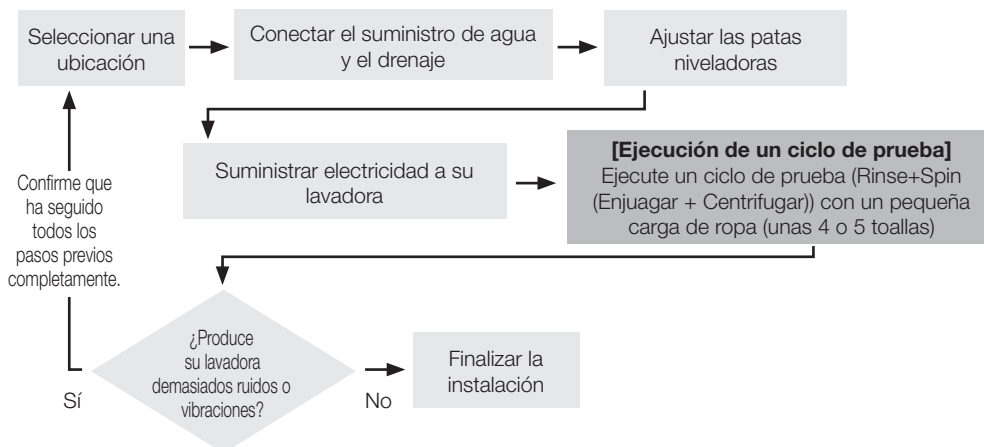 Seleccionar una
ubicación
Conectar el suministro de agua
y el drenaje
Ajustar las patas
niveladoras
Suministrar electricidad a su
lavadora
[Ejecución de un ciclo de prueba]
Ejecute un ciclo de prueba (Rinse+Spin
(Enjuagar + Centrifugar)) con un pequeña
carga de ropa (unas 4 o 5 toallas)
Confirme que
ha seguido
todos los
pasos previos
completamente.
¿Produce
su lavadora
demasiados ruidos o
vibraciones?
Sí
No
Finalizar la
instalación